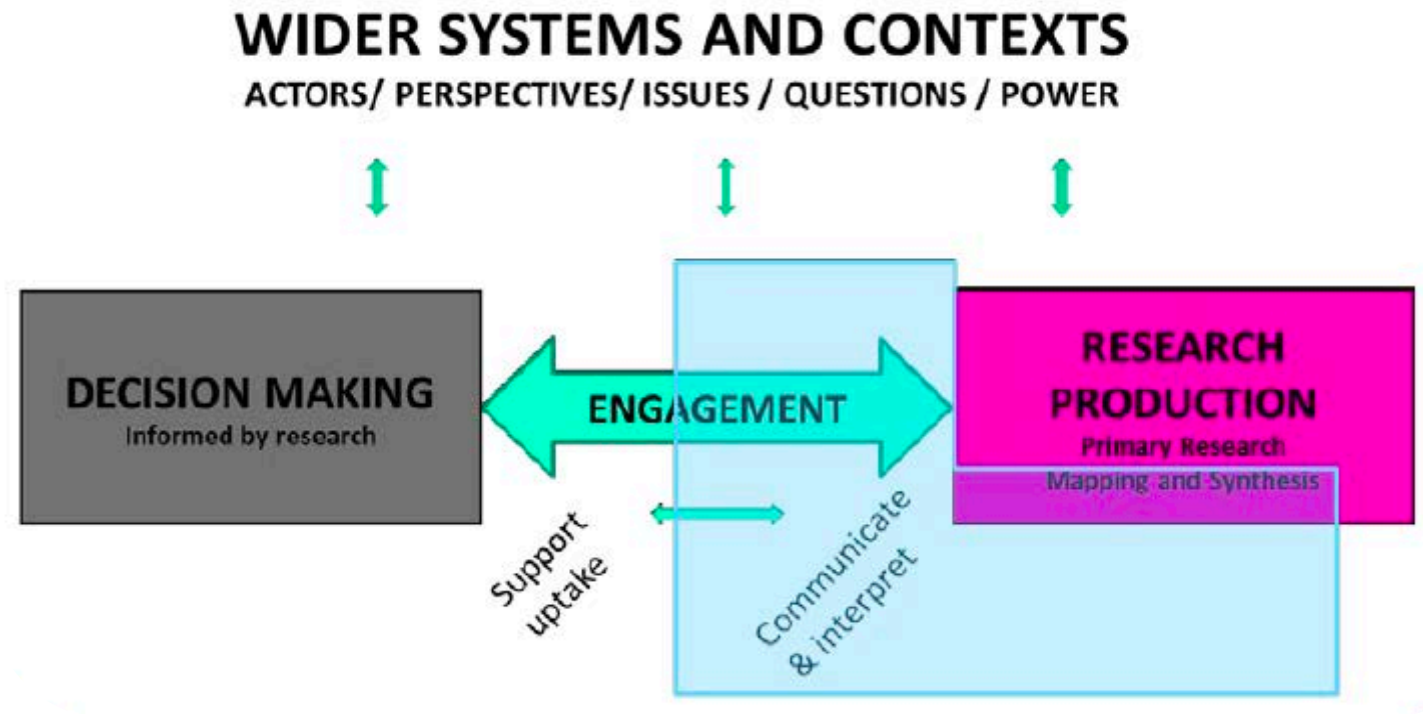 WIDER SYSTEMS AND CONTEXTS
ACTORS/ PERSPECTIVES/ ISSUES / QUESTIONS / POWER
DECISION MAKING
Informed by research
ENGAGEMENT
RESEARCH
PRODUCTION
Primary Research
Mapping and Synthesis
Support
uptake
Communicate
& interpret